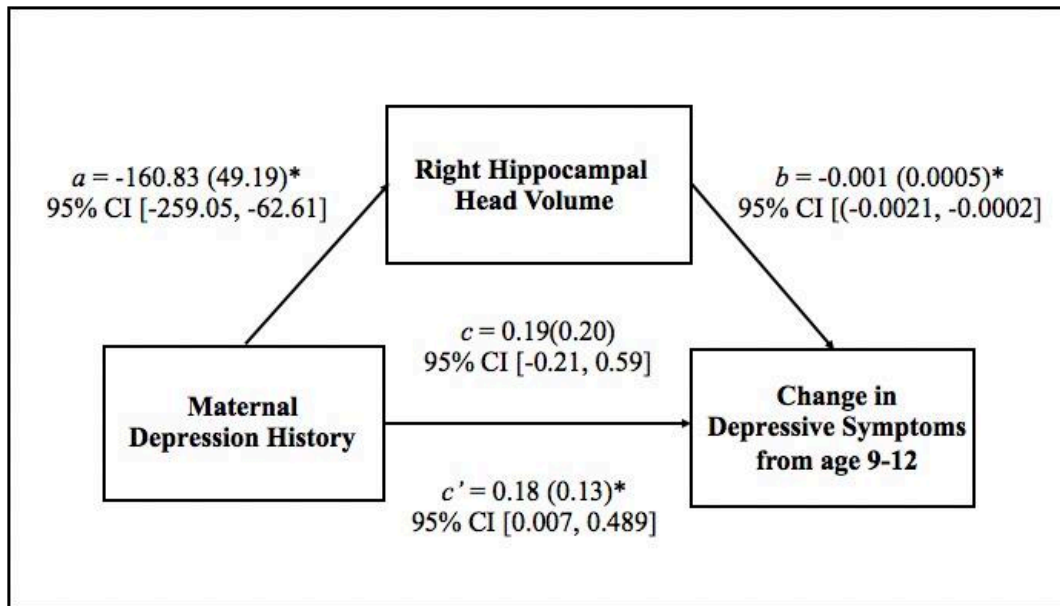 Right Hippocampal
Head Volume
a = -160.83 (49.19)*
95% CI [-259.05, -62.61]
b = -0.001 (0.0005)*
95% CI [(-0.0021, -0.0002]
c = 0.19(0.20)
95% CI [-0.21, 0.59]
Maternal
Depression History
Change in
Depressive Symptoms
from age 9-12
c' = 0.18 (0.13)*
95% CI [0.007, 0.489]